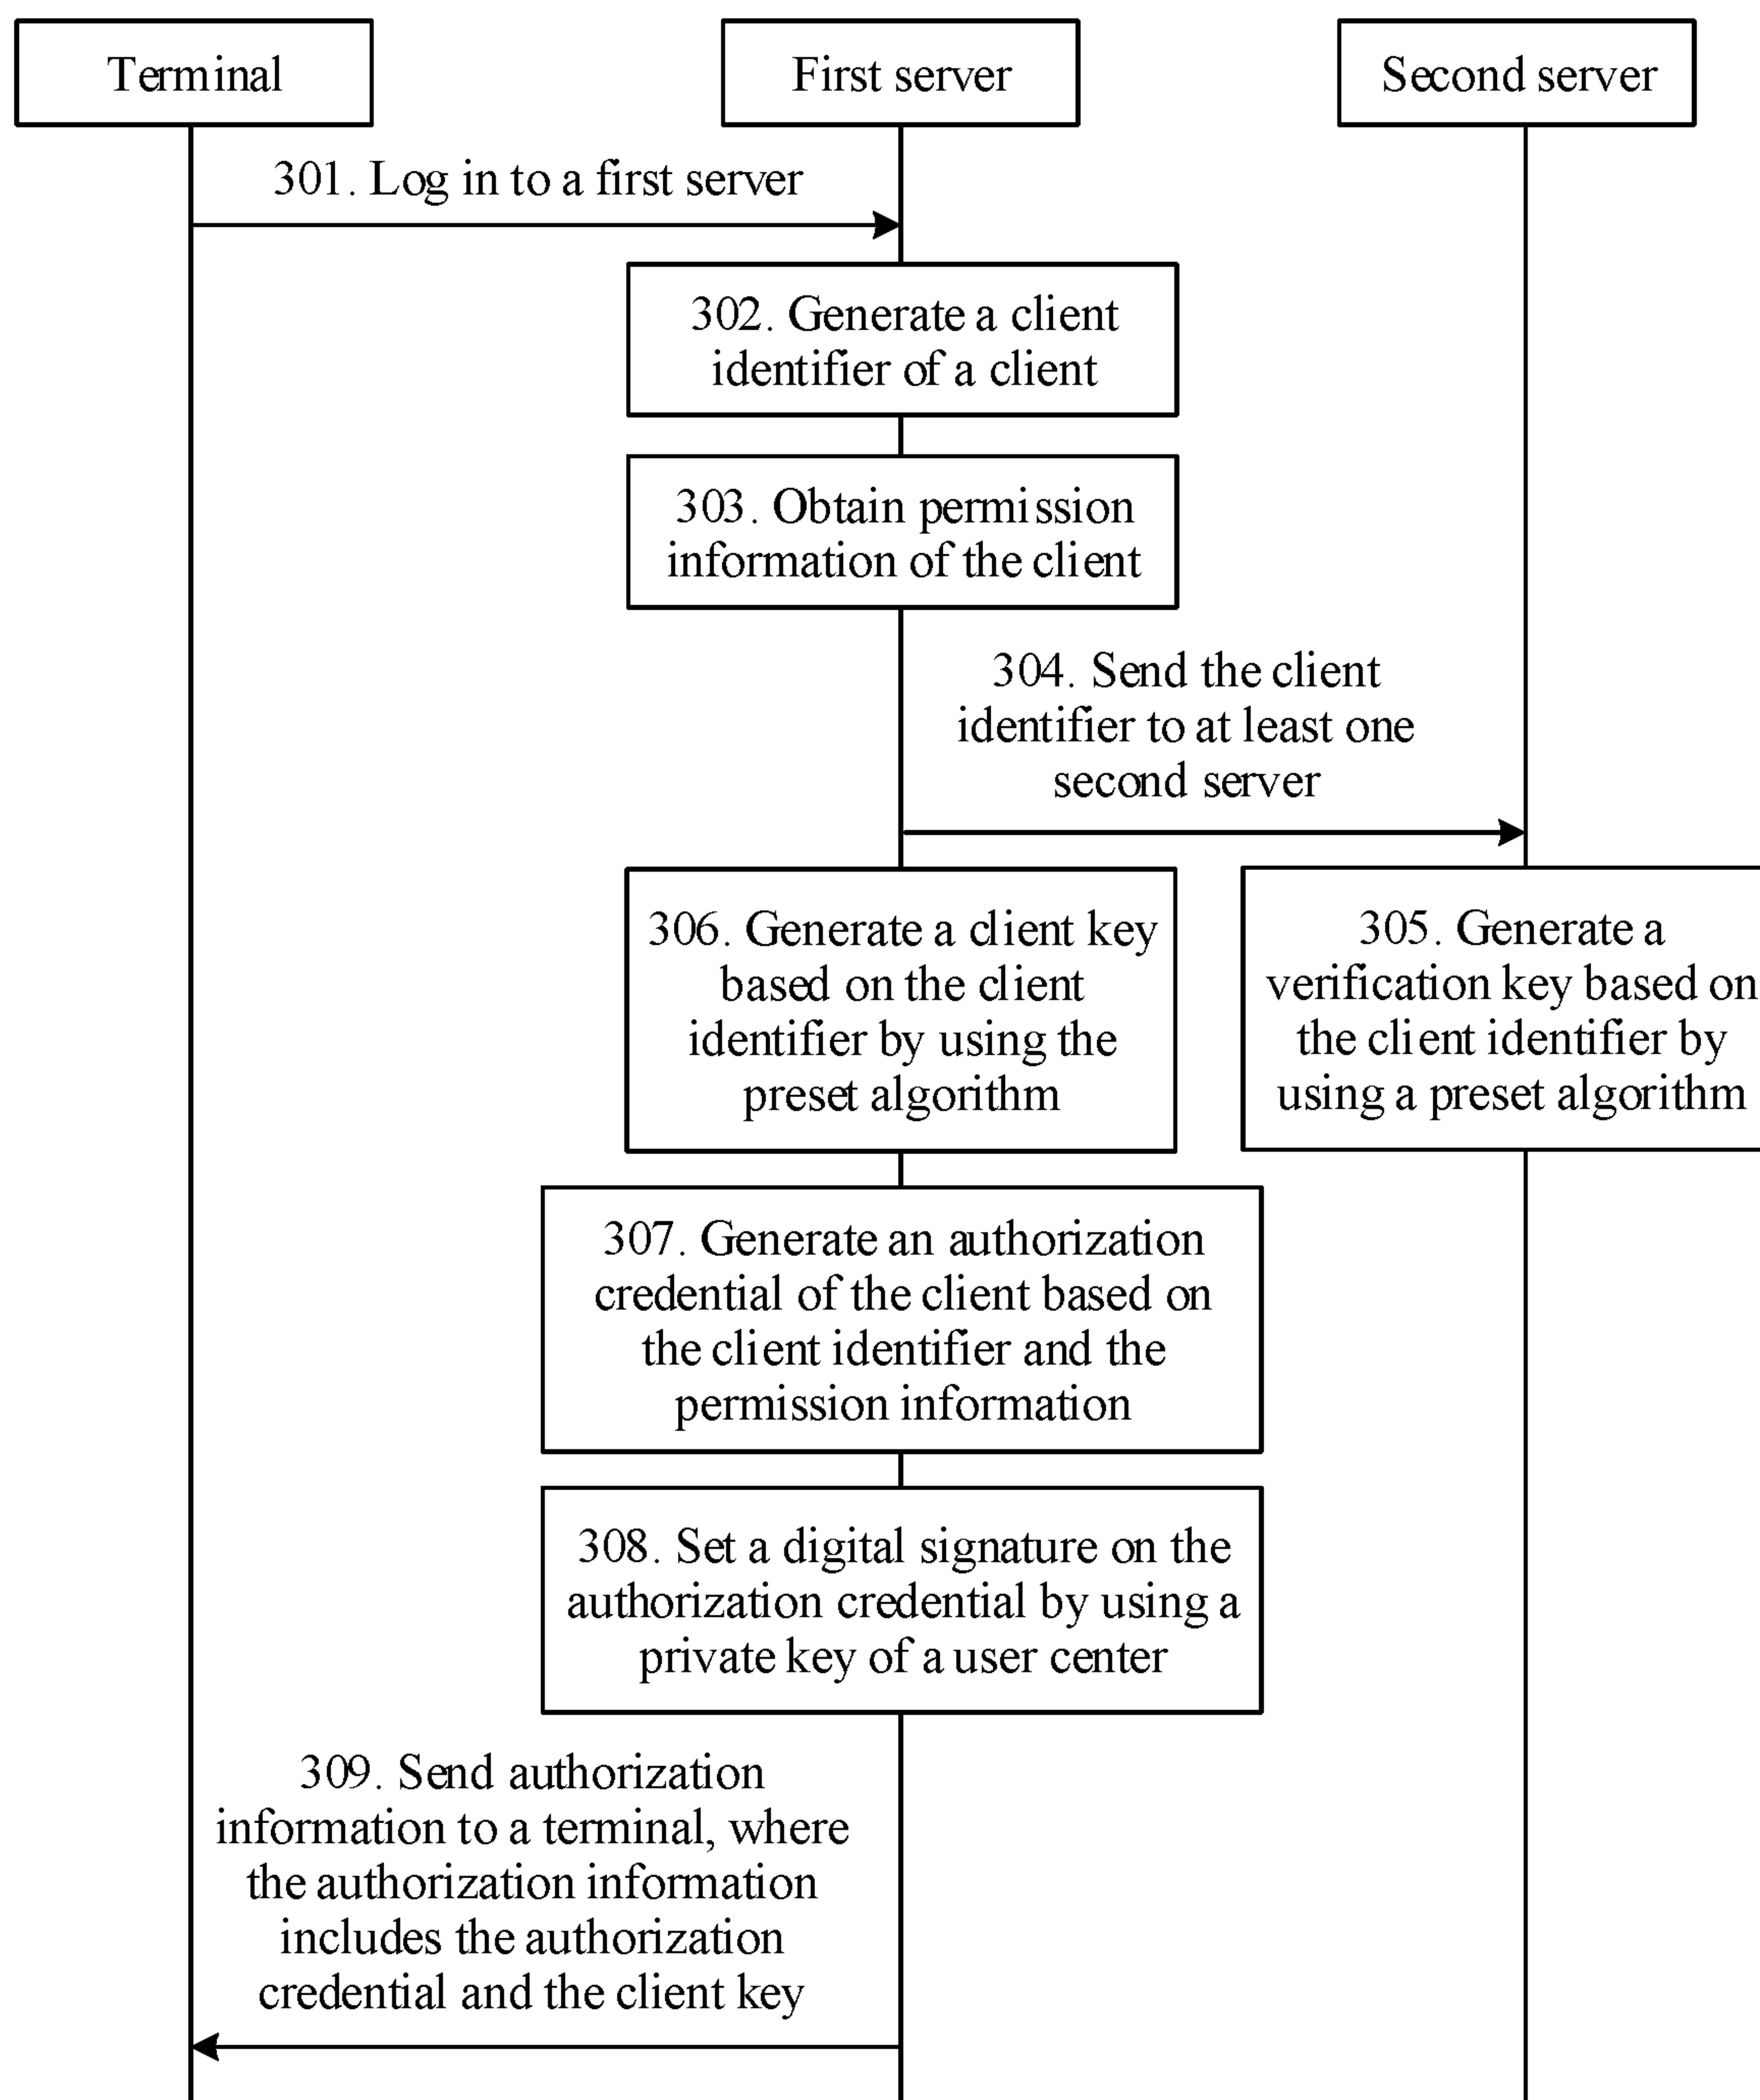 Terminal
First server
Second server
301. Log in to a first server
302. Generate a client
identifier of a client
303. Obtain permission
information of the client
304. Send the client
identifier to at least one
second server
306. Generate a client key
based on the client
identifier by using the
preset algorithm
305. Generate a
verification key based on
the client identifier by
using a preset algorithm
307. Generate an authorization
credential of the client based on
the client identifier and the
permission information
308. Set a digital signature on the
authorization credential by using a
private key of a user center
309. Send authorization
information to a terminal, where
the authorization information
includes the authorization
credential and the client key